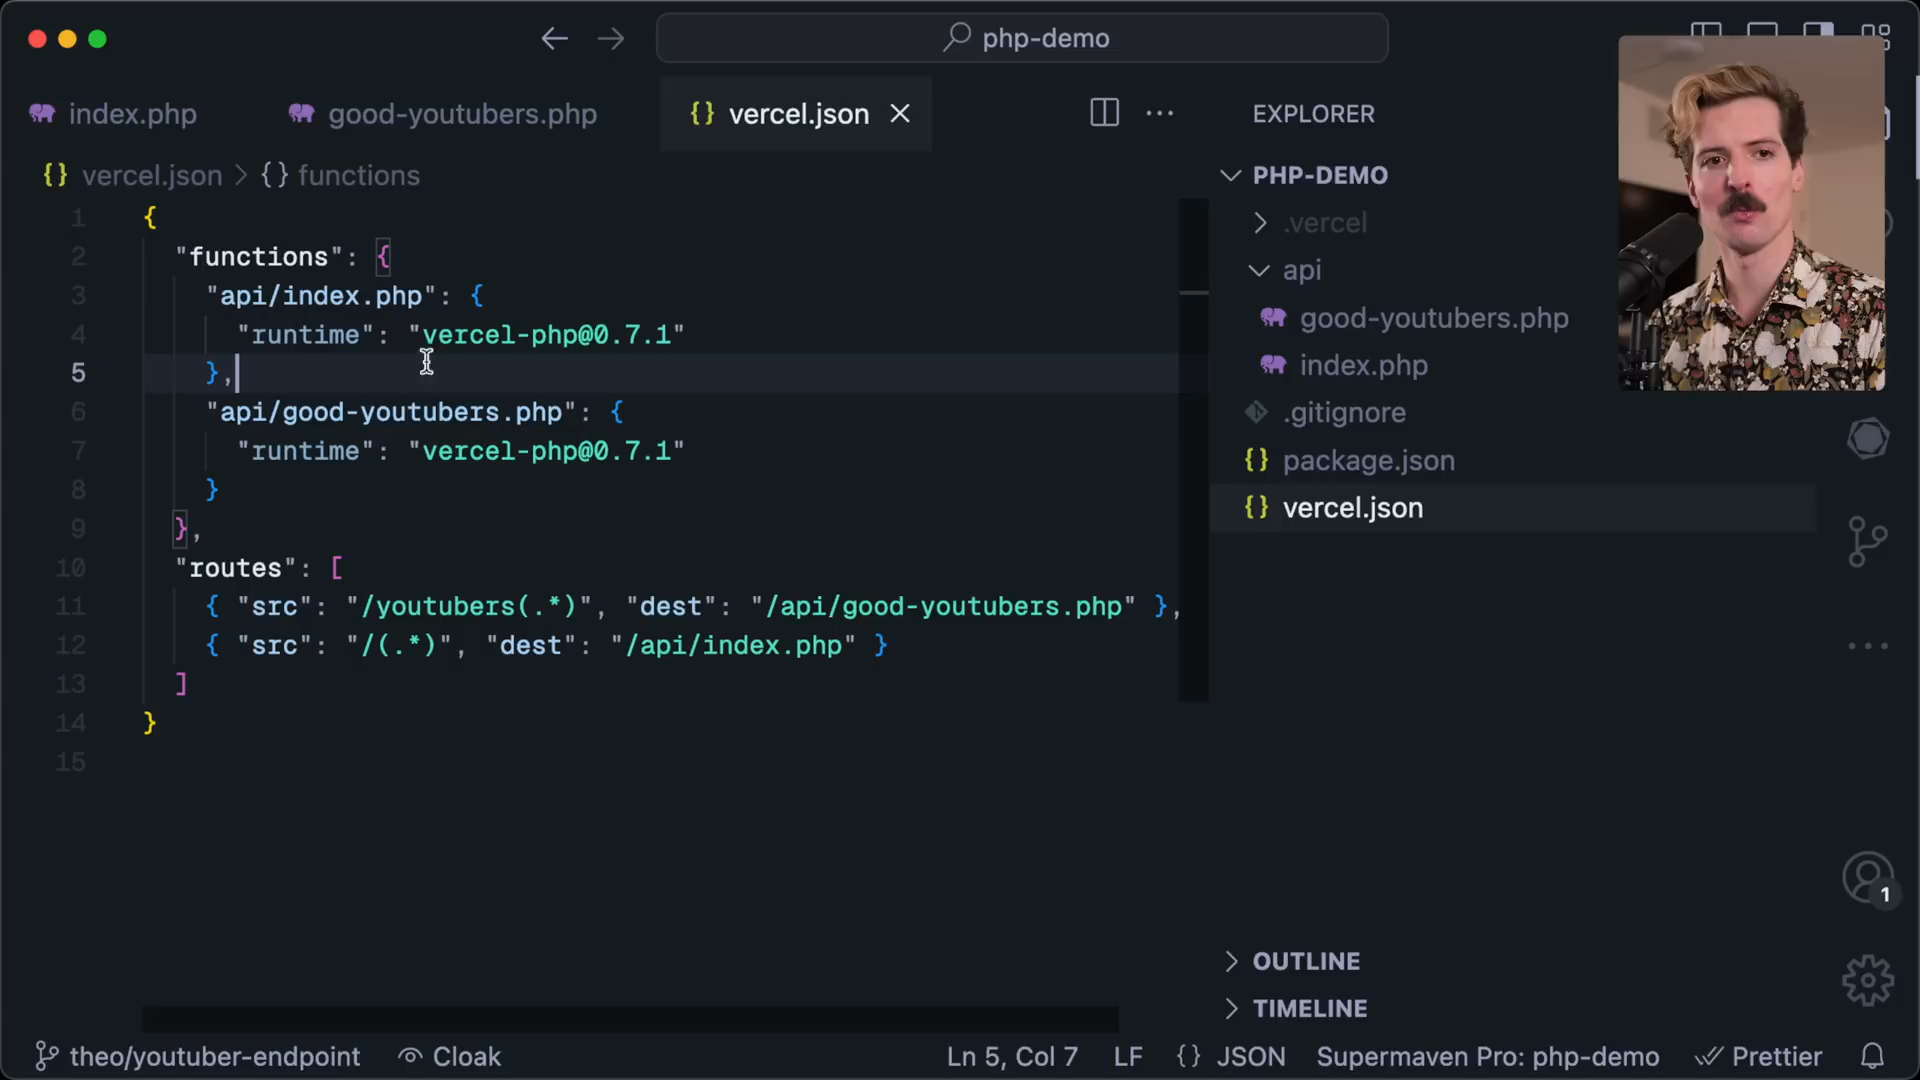 php-demo
index.php
good-youtubers.php
{} vercel.json
EXPLORER
{} vercel.json > {} functions
PHP-DEMO
1 {
2 "functions": {
3 "api/index.php": {
4 "runtime": "vercel-php@0.7.1"
5 },
6 "api/good-youtubers.php": {
7 "runtime": "vercel-php@0.7.1"
8 }
9 },
10 "routes": [
11 { "src": "/youtubers(.*)", "dest": "/api/good-youtubers.php" },
12 { "src": "/(.*)", "dest": "/api/index.php" }
13 ]
14 }
15
.vercel
api
good-youtubers.php
index.php
.gitignore
{} package.json
{} vercel.json
1
OUTLINE
TIMELINE
theo/youtuber-endpoint
Cloak
Ln 5, Col 7
LF
{} JSON
Supermaven Pro: php-demo
Prettier